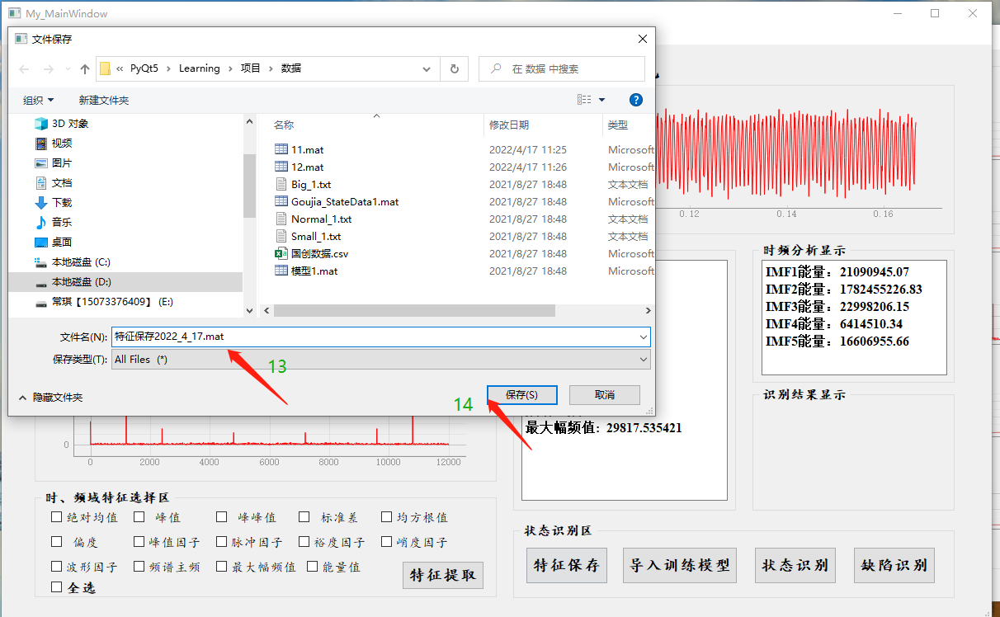 My_MainWindow
文件保存
« PyQt5 › Learning › 项目 › 数据
在 数据 中搜索
组织
新建文件夹
?
3D 对象
视频
图片
文档
下载
音乐
桌面
本地磁盘 (C:)
本地磁盘 (D:)
常琪【15073376409】 (E:)
名称 修改日期 类型
11.mat 2022/4/17 11:25 Microsoft
12.mat 2022/4/17 11:26 Microsoft
Big_1.txt 2021/8/27 18:48 文本文档
Goujia_StateData1.mat 2021/8/27 18:48 Microsoft
Normal_1.txt 2021/8/27 18:48 文本文档
Small_1.txt 2021/8/27 18:48 文本文档
国创数据.csv 2021/8/27 18:48 Microsoft
模型1.mat 2021/8/27 18:48 Microsoft
文件名(N): 特征保存2022_4_17.mat
保存类型(T): All Files (*)
13
隐藏文件夹
14
保存(S)
取消
0.12 0.14 0.16
时频分析显示
IMF1能量：21090945.07
IMF2能量：1782455226.83
IMF3能量：22998206.15
IMF4能量：6414510.34
IMF5能量：16606955.66
识别结果显示
最大幅频值: 29817.535421
0
0 2000 4000 6000 8000 10000 12000
时、频域特征选择区
绝对均值 峰值 峰峰值 标准差 均方根值
偏度 峰值因子 脉冲因子 裕度因子 峭度因子
波形因子 频谱主频 最大幅频值 能量值
全选
特征提取
状态识别区
特征保存 导入训练模型 状态识别 缺陷识别